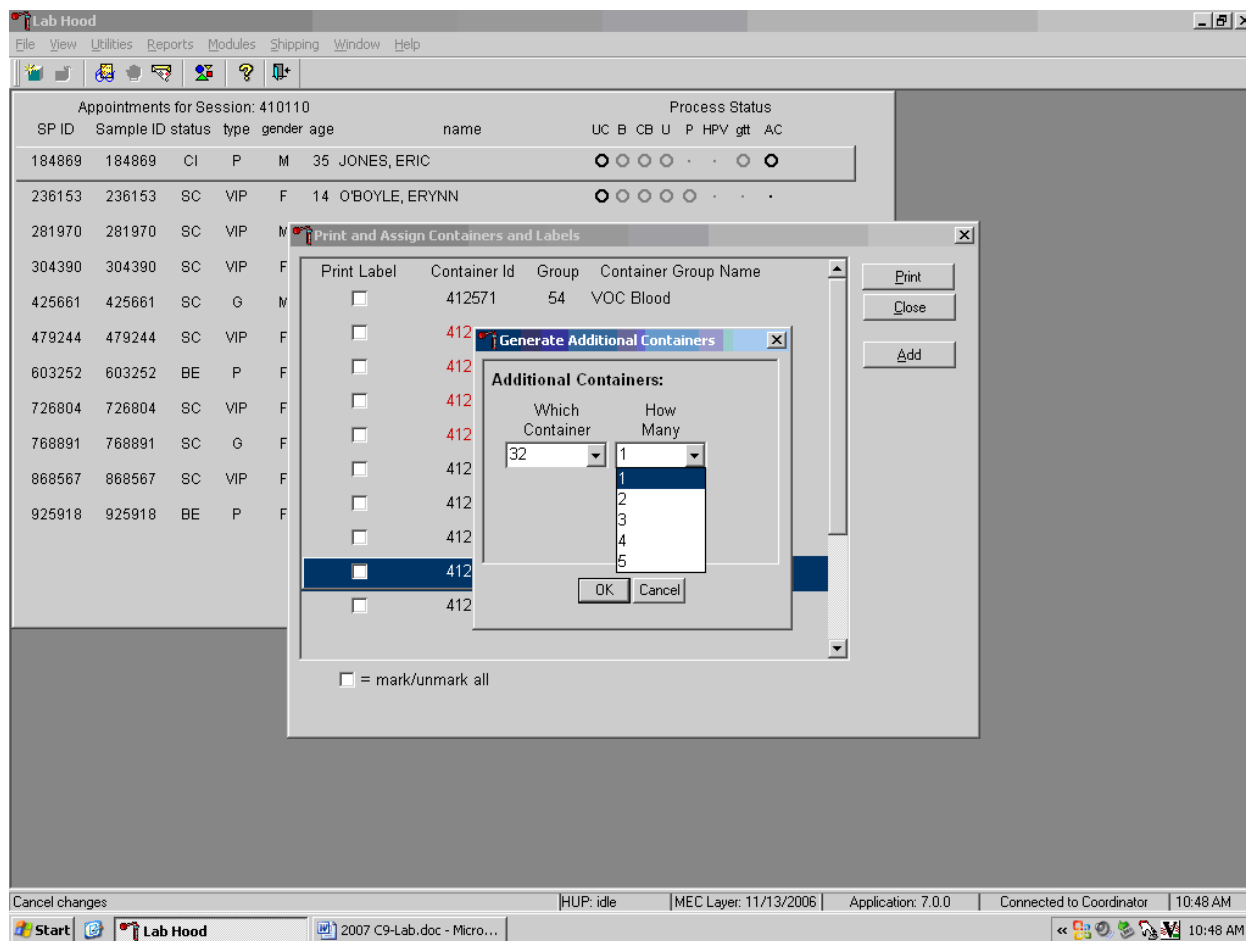 Lab Hood
File View Utilities Reports Modules Shipping Window Help
Appointments for Session: 410110 Process Status
SP ID Sample ID status type gender age name UC B CB U P HPV gtt AC
184869 184869 CI P M 35 JONES, ERIC
236153 236153 SC VIP F 14 O'BOYLE, ERYNN
281970 281970 SC VIP M
304390 304390 SC VIP F
425661 425661 SC G M
479244 479244 SC VIP F
603252 603252 BE P F
726804 726804 SC VIP F
768891 768891 SC G F
868567 868567 SC VIP F
925918 925918 BE P F
Print and Assign Containers and Labels
Print Label Container Id Group Container Group Name
412571 54 VOC Blood
412
412
412
412
412
412
412
412
412
= mark/unmark all
Print
Close
Add
Generate Additional Containers
Additional Containers:
Which Container
How Many
32
1
1
2
3
4
5
OK Cancel
Cancel changes HUP: idle MEC Layer: 11/13/2006 Application: 7.0.0 Connected to Coordinator 10:48 AM
Start Lab Hood 2007 C9-Lab.doc - Micro... « 10:48 AM